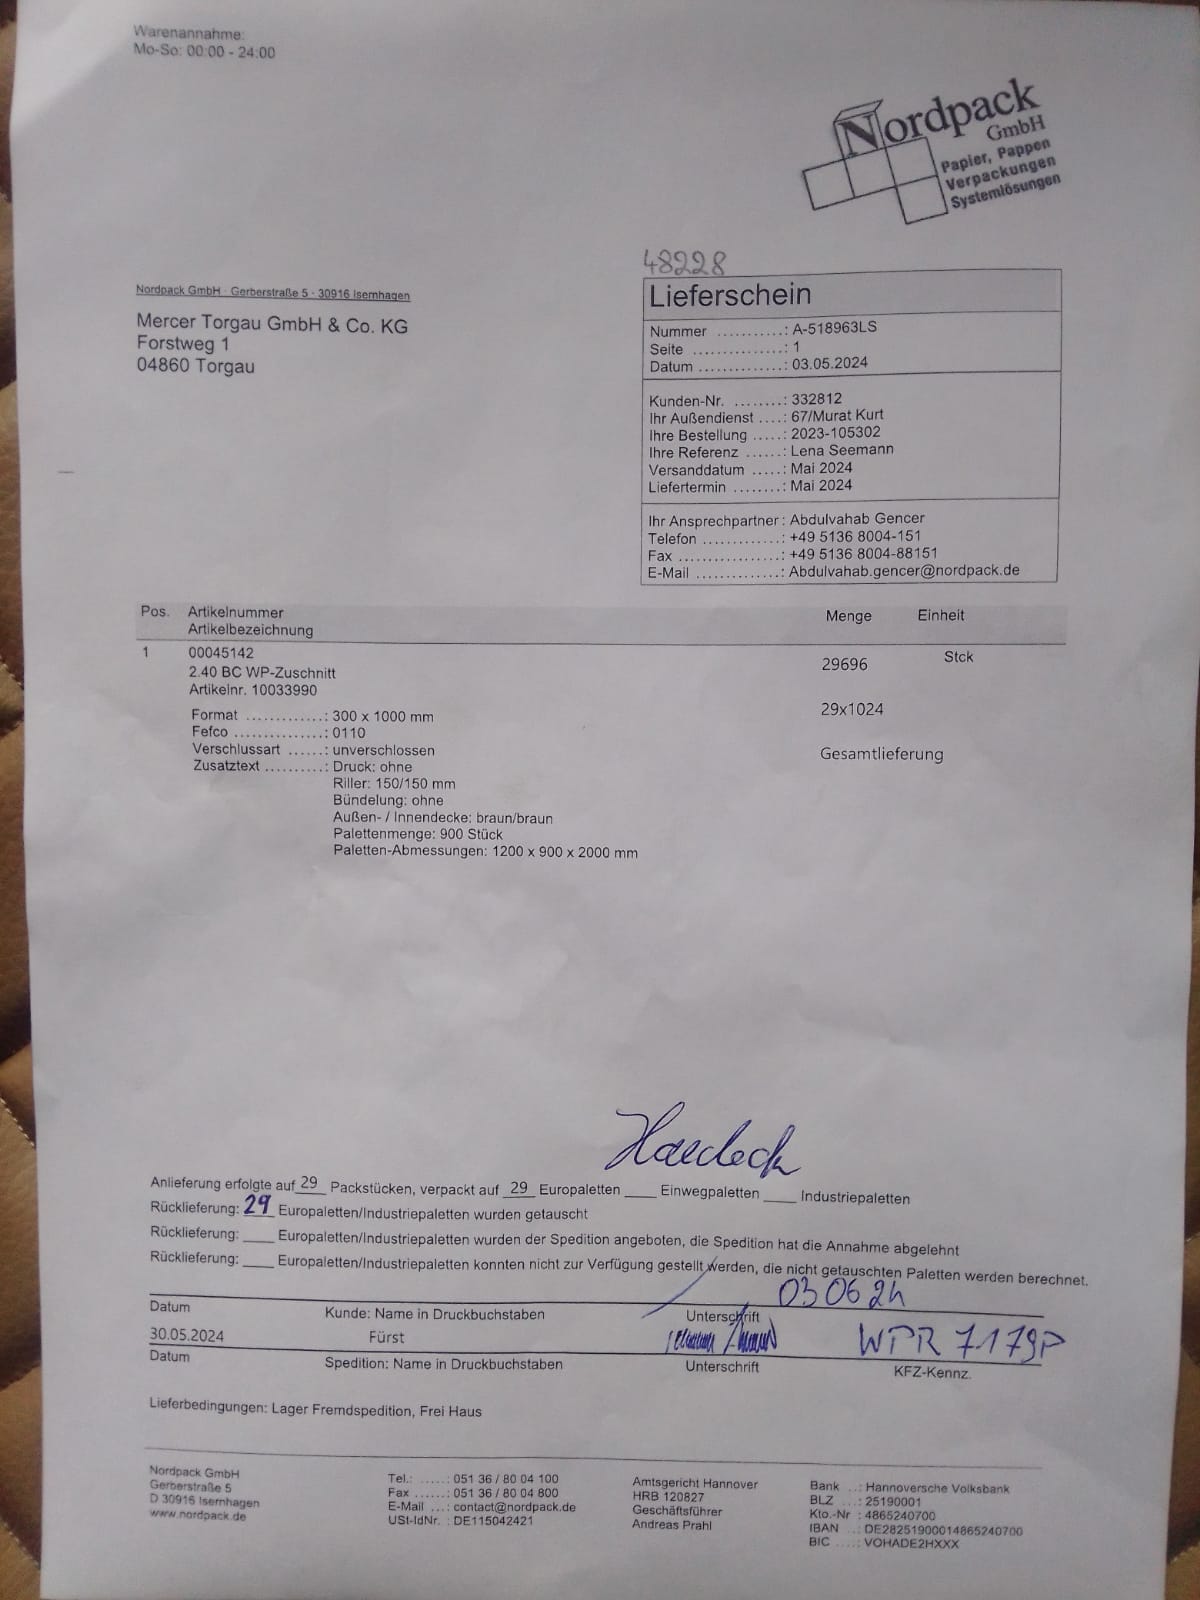 Warenannahme:
Mo-So: 00:00 - 24:00
Nordpack
GmbH
Papier, Pappen
Verpackungen
Systemlösungen
48228
Nordpack GmbH · Gerberstraße 5 · 30916 Isernhagen
Mercer Torgau GmbH & Co. KG
Forstweg 1
04860 Torgau
Lieferschein
Nummer ...........: A-518963LS
Seite ...............: 1
Datum ..............: 03.05.2024
Kunden-Nr. ........: 332812
Ihr Außendienst ....: 67/Murat Kurt
Ihre Bestellung .....: 2023-105302
Ihre Referenz ......: Lena Seemann
Versanddatum .....: Mai 2024
Liefertermin ........: Mai 2024
Ihr Ansprechpartner : Abdulvahab Gencer
Telefon ............: +49 5136 8004-151
Fax ................: +49 5136 8004-88151
E-Mail .............: Abdulvahab.gencer@nordpack.de
Pos. Artikelnummer Menge Einheit
Artikelbezeichnung
1 00045142 29696 Stck
2.40 BC WP-Zuschnitt
Artikelnr. 10033990
Format .............: 300 x 1000 mm 29x1024
Fefco ...............: 0110
Verschlussart ......: unverschlossen Gesamtlieferung
Zusatztext ..........: Druck: ohne
Riller: 150/150 mm
Bündelung: ohne
Außen- / Innendecke: braun/braun
Palettenmenge: 900 Stück
Paletten-Abmessungen: 1200 x 900 x 2000 mm
Haedeck
Anlieferung erfolgte auf 29 Packstücken, verpackt auf 29 Europaletten ____ Einwegpaletten ____ Industriepaletten
Rücklieferung: 29 Europaletten/Industriepaletten wurden getauscht
Rücklieferung: ____ Europaletten/Industriepaletten wurden der Spedition angeboten, die Spedition hat die Annahme abgelehnt
Rücklieferung: ____ Europaletten/Industriepaletten konnten nicht zur Verfügung gestellt werden, die nicht getauschten Paletten werden berechnet.
03 06 24
Datum Kunde: Name in Druckbuchstaben Unterschrift
30.05.2024 Fürst WPR 7179P
Datum Spedition: Name in Druckbuchstaben Unterschrift KFZ-Kennz.
Lieferbedingungen: Lager Fremdspedition, Frei Haus
Nordpack GmbH
Gerberstraße 5
D 30916 Isernhagen
www.nordpack.de
Tel.: .....: 051 36 / 80 04 100
Fax ......: 051 36 / 80 04 800
E-Mail ...: contact@nordpack.de
USt-IdNr. : DE115042421
Amtsgericht Hannover
HRB 120827
Geschäftsführer
Andreas Prahl
Bank ..: Hannoversche Volksbank
BLZ ...: 25190001
Kto.-Nr : 4865240700
IBAN ..: DE28251900014865240700
BIC ....: VOHADE2HXXX